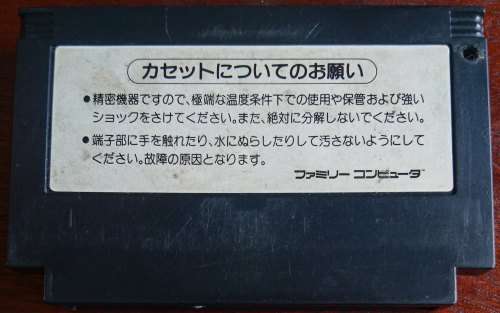 カセットについてのお願い
●精密機器ですので、極端な温度条件下での使用や保管および強い
ショックをさけてください。また、絶対に分解しないでください。
●端子部に手を触れたり、水にぬらしたりして汚さないようにして
ください。故障の原因となります。
ファミリー コンピュータ